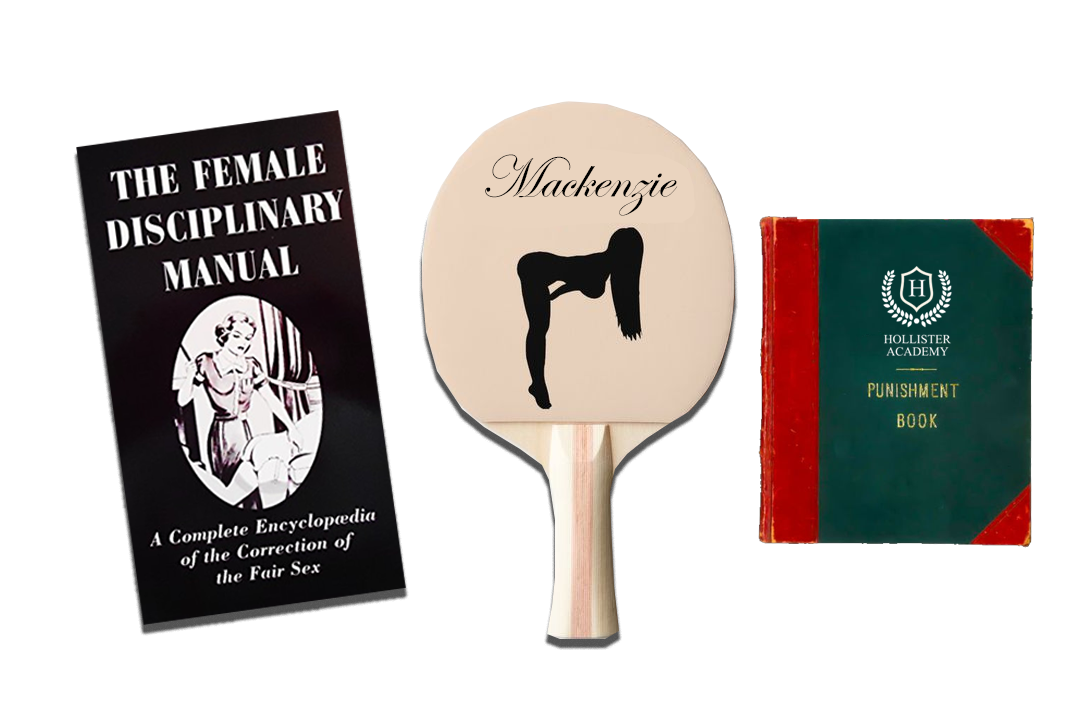 THE FEMALE
DISCIPLINARY
MANUAL
A Complete Encyclopædia
of the Correction of
the Fair Sex
Mackenzie
H
HOLLISTER
ACADEMY
PUNISHMENT
BOOK